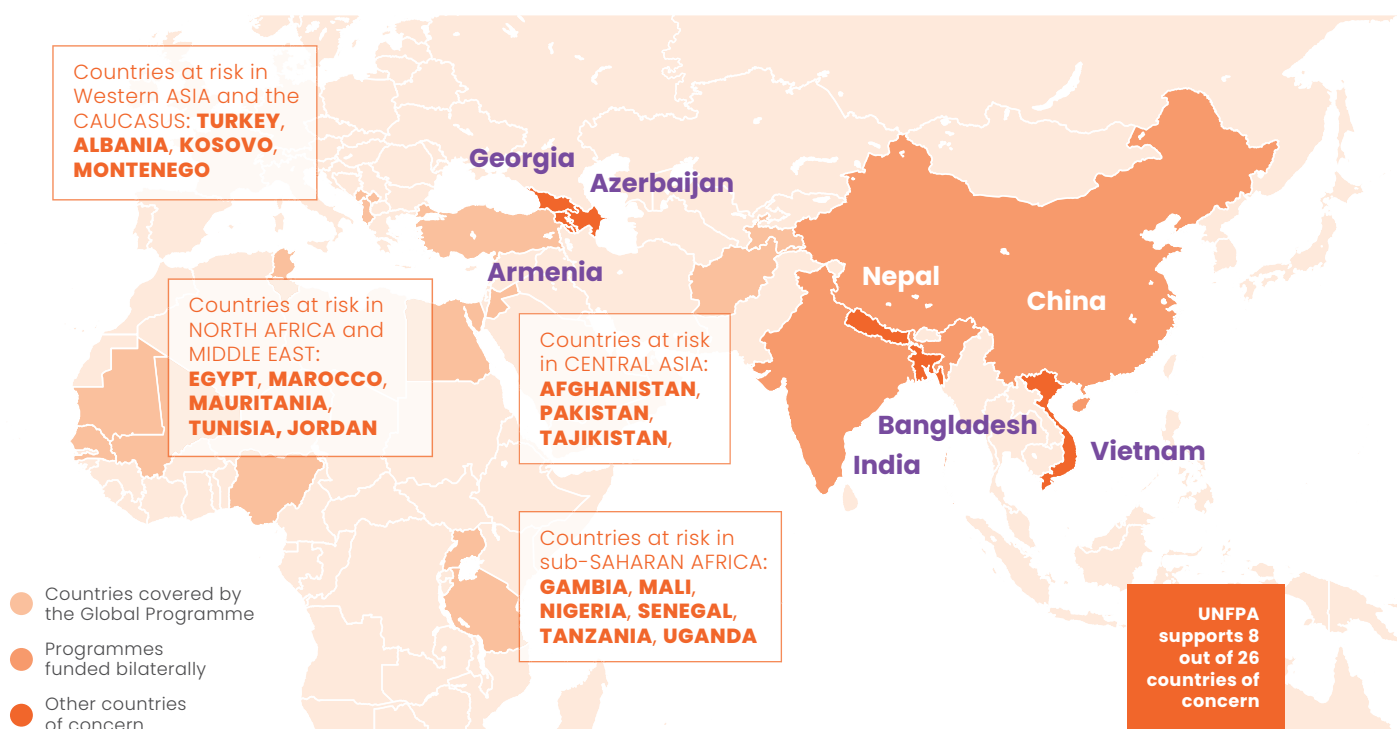 Countries at risk in
Western ASIA and the
CAUCASUS: TURKEY,
ALBANIA, KOSOVO,
MONTENEGO
Georgia
Azerbaijan
Armenia
Nepal
China
Countries at risk in
NORTH AFRICA and
MIDDLE EAST:
EGYPT, MAROCCO,
MAURITANIA,
TUNISIA, JORDAN
Countries at risk
in CENTRAL ASIA:
AFGHANISTAN,
PAKISTAN,
TAJIKISTAN,
Bangladesh
India
Vietnam
Countries at risk in
sub-SAHARAN AFRICA:
GAMBIA, MALI,
NIGERIA, SENEGAL,
TANZANIA, UGANDA
Countries covered by
the Global Programme
Programmes
funded bilaterally
Other countries
of concern
UNFPA
supports 8
out of 26
countries of
concern